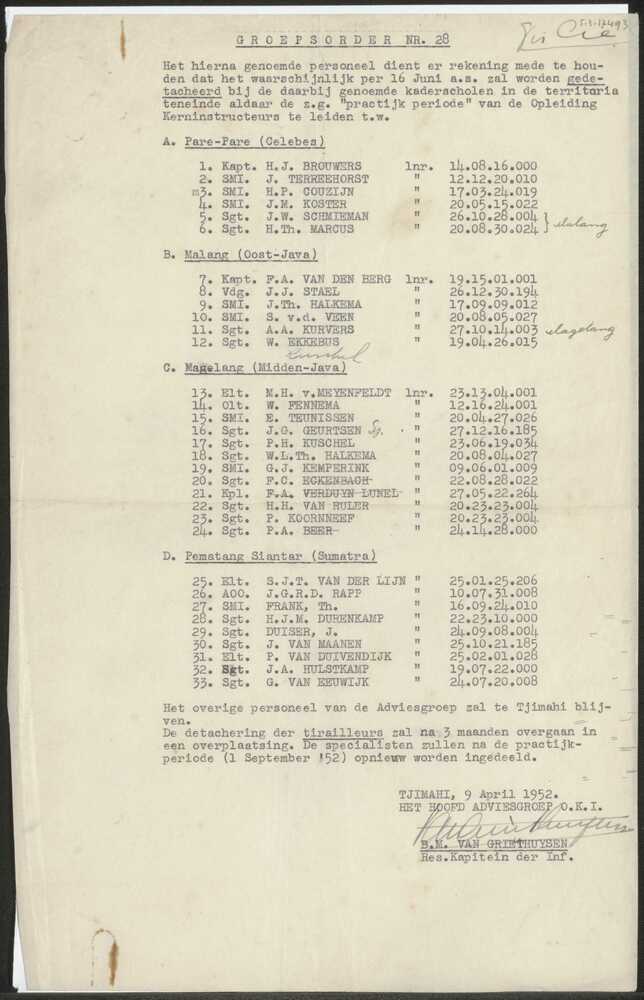 G R O E P S O R D E R NR. 28
Het hierna genoemde personeel dient er rekening mede te hou-
den dat het waarschijnlijk per 16 Juni a.s. zal worden gede-
tacheerd bij de daarbij genoemde kaderscholen in de territoria
teneinde aldaar de z.g. "practijk periode" van de Opleiding
Kerninstructeurs te leiden t.w.
A. Pare-Pare (Celebes)
1. Kapt. H.J. BROUWERS lnr. 14.08.16.000
2. SMI. J. TERREEHORST " 12.12.20.010
m3. SMI. H.P. COUZIJN " 17.03.24.019
4. SMI. J.M. KOSTER " 20.05.15.022
5. Sgt. J.W. SCHMIEMAN " 26.10.28.004
6. Sgt. H.Th. MARCUS " 20.08.30.024 } Malang
B. Malang (Oost-Java)
7. Kapt. F.A. VAN DEN BERG lnr. 19.15.01.001
8. Vdg. J.J. STAEL " 26.12.30.194
9. SMI. J.Th. HALKEMA " 17.09.09.012
10. SMI. S. v.d. VEEN " 20.08.05.027
11. Sgt. A.A. KURVERS " 27.10.14.003 Magelang
12. Sgt. W. EKKEBUS " 19.04.26.015
Kuschel
C. Magelang (Midden-Java)
13. Elt. M.H. v.MEYENFELDT lnr. 23.13.04.001
14. Olt. W. FENNEMA " 12.16.24.001
15. SMI. E. TEUNISSEN " 20.04.27.026
16. Sgt. J.G. GEURTSEN " 27.12.16.185
17. Sgt. P.H. KUSCHEL " 23.06.19.034
18. Sgt. W.L.Th. HALKEMA " 20.08.04.027
19. SMI. G.J. KEMPERINK " 09.06.01.009
20. Sgt. F.C. ECKENBACH " 22.08.28.022
21. Kpl. F.A. VERDUYN LUNEL " 27.05.22.264
22. Sgt. H.H. VAN RULER " 20.23.23.004
23. Sgt. P. KOORNNEEF " 20.23.23.004
24. Sgt. P.A. BEER " 24.14.28.000
D. Pematang Siantar (Sumatra)
25. Elt. S.J.T. VAN DER LIJN " 25.01.25.206
26. AOO. J.G.R.D. RAPP " 10.07.31.008
27. SMI. FRANK, Th. " 16.09.24.010
28. Sgt. H.J.M. DURENKAMP " 22.23.10.000
29. Sgt. DUISER, J. " 24.09.08.004
30. Sgt. J. VAN MAANEN " 25.10.21.185
31. Elt. P. VAN DUIVENDIJK " 25.02.01.028
32. Sgt. J.A. HULSTKAMP " 19.07.22.000
33. Sgt. G. VAN EEUWIJK " 24.07.20.008
Het overige personeel van de Adviesgroep zal te Tjimahi blij-
ven.
De detachering der tirailleurs zal na 3 maanden overgaan in
een overplaatsing. De specialisten zullen na de practijk-
periode (1 September '52) opnieuw worden ingedeeld.
TJIMAHI, 9 April 1952.
HET HOOFD ADVIESGROEP O.K.I.
B.M. VAN GRIETHUYSEN
Res.Kapitein der Inf.